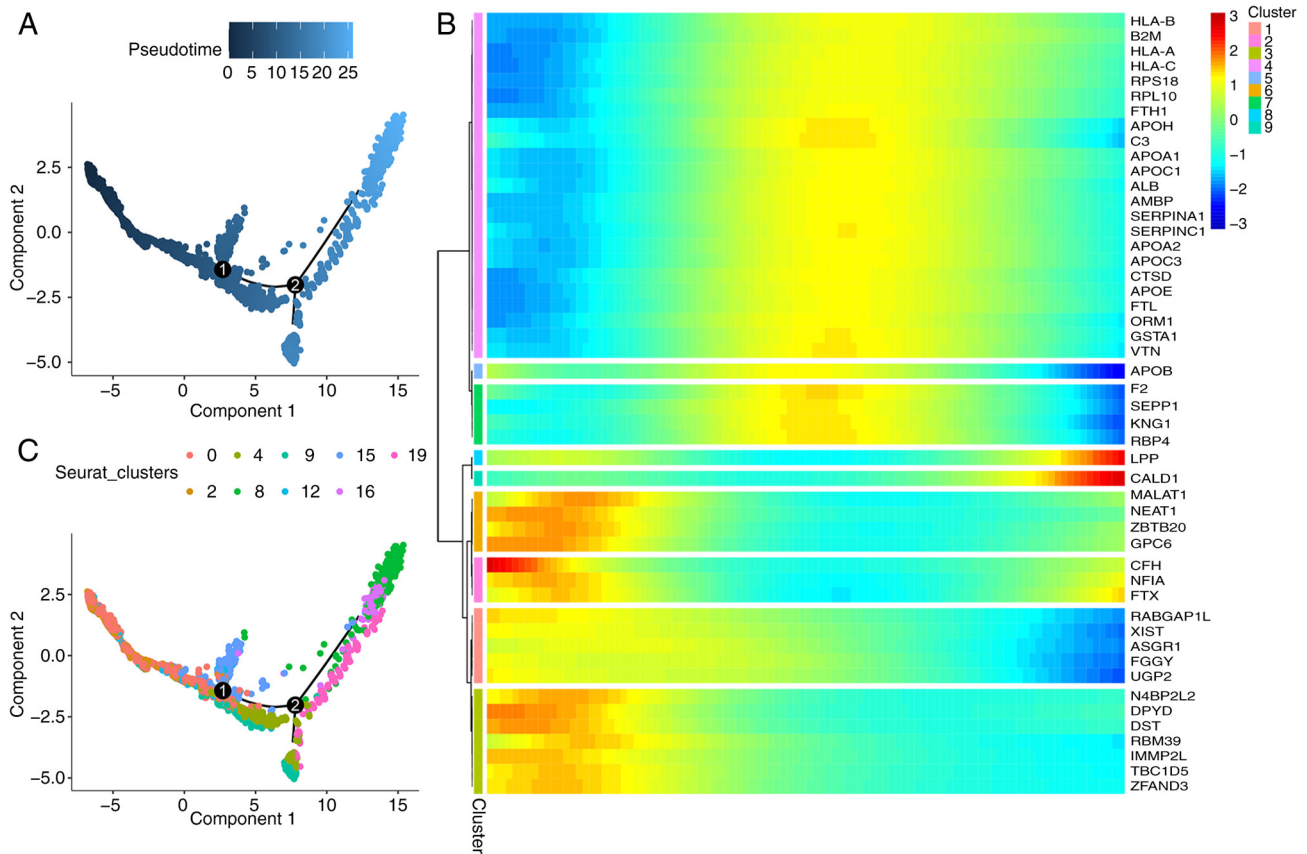 A
Pseudotime
0 5 10 15 20 25
Component 2
2.5
0.0
−2.5
−5.0
1
2
−5 0 5 10 15
Component 1
C
Seurat_clusters
0 4 9 15 19
2 8 12 16
Component 2
2.5
0.0
−2.5
−5.0
1
2
−5 0 5 10 15
Component 1
B
HLA-B
B2M
HLA-A
HLA-C
RPS18
RPL10
FTH1
APOH
C3
APOA1
APOC1
ALB
AMBP
SERPINA1
SERPINC1
APOA2
APOC3
CTSD
APOE
FTL
ORM1
GSTA1
VTN
APOB
F2
SEPP1
KNG1
RBP4
LPP
CALD1
MALAT1
NEAT1
ZBTB20
GPC6
CFH
NFIA
FTX
RABGAP1L
XIST
ASGR1
FGGY
UGP2
N4BP2L2
DPYD
DST
RBM39
IMMP2L
TBC1D5
ZFAND3
Cluster
3
2
1
0
−1
−2
−3
Cluster
1
2
3
4
5
6
7
8
9